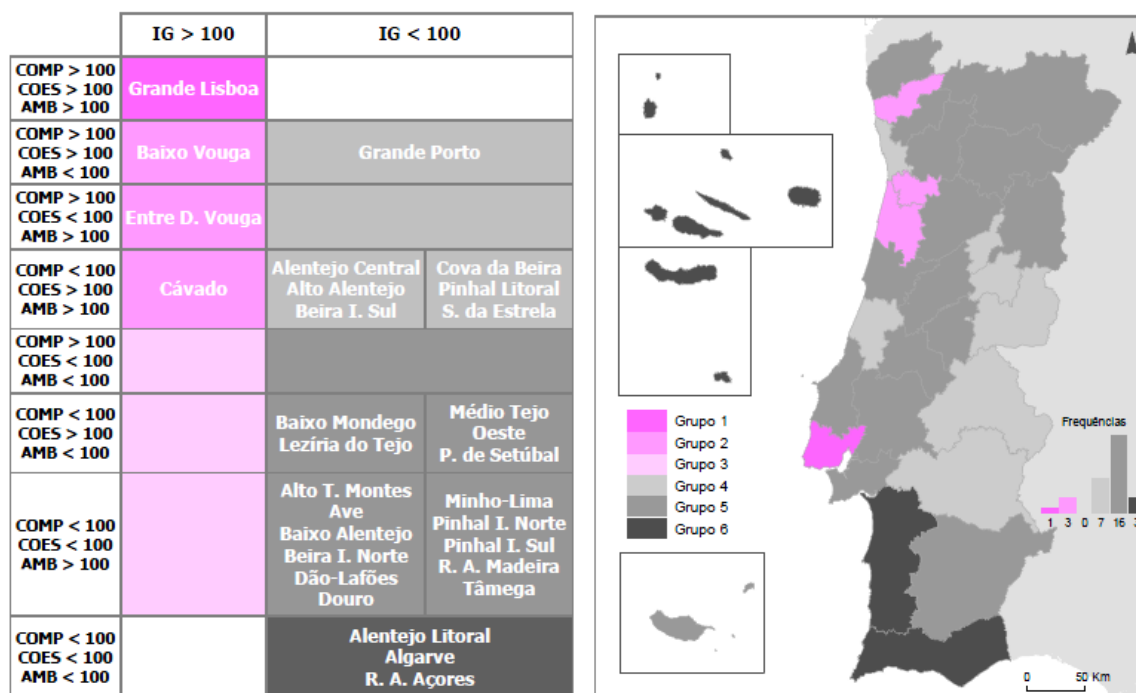 IG > 100
IG < 100
COMP > 100
COES > 100
AMB > 100
Grande Lisboa
COMP > 100
COES > 100
AMB < 100
Baixo Vouga
Grande Porto
COMP > 100
COES < 100
AMB > 100
Entre D. Vouga
COMP < 100
COES > 100
AMB > 100
Cávado
Alentejo Central
Alto Alentejo
Beira I. Sul
Cova da Beira
Pinhal Litoral
S. da Estrela
COMP > 100
COES < 100
AMB < 100
COMP < 100
COES > 100
AMB < 100
Baixo Mondego
Lezíria do Tejo
Médio Tejo
Oeste
P. de Setúbal
COMP < 100
COES < 100
AMB > 100
Alto T. Montes
Ave
Baixo Alentejo
Beira I. Norte
Dão-Lafões
Douro
Minho-Lima
Pinhal I. Norte
Pinhal I. Sul
R. A. Madeira
Tâmega
COMP < 100
COES < 100
AMB < 100
Alentejo Litoral
Algarve
R. A. Açores
Grupo 1
Grupo 2
Grupo 3
Grupo 4
Grupo 5
Grupo 6
Frequências
1 3 0 7 16 3
0 50 Km